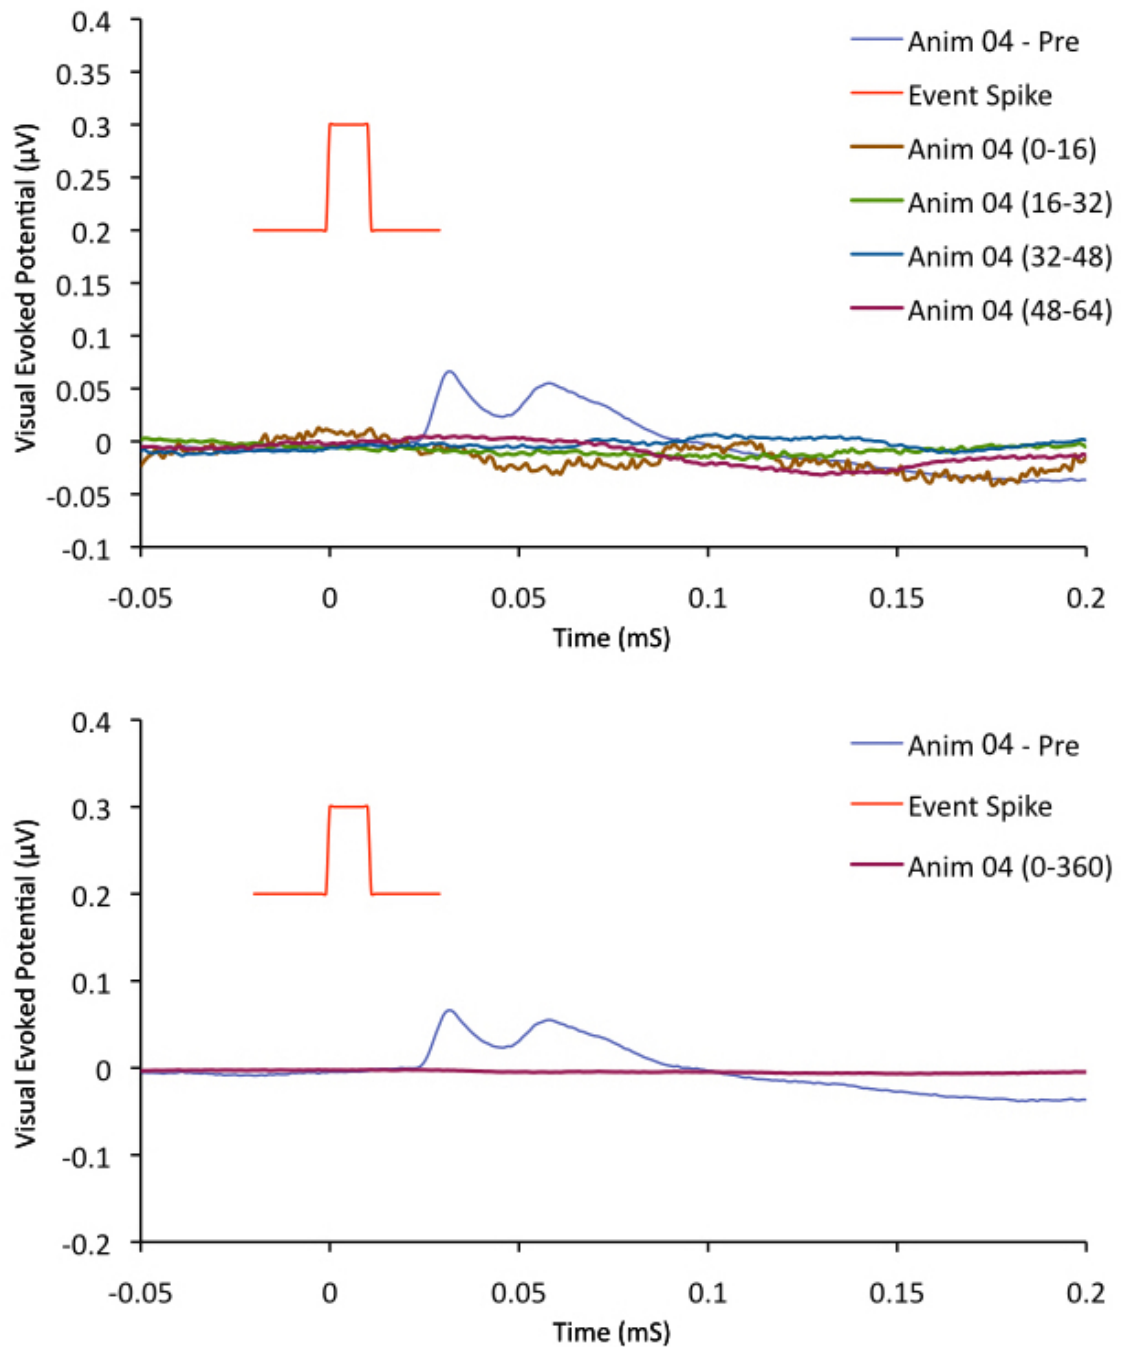 Visual Evoked Potential (µV)
0.4
0.35
0.3
0.25
0.2
0.15
0.1
0.05
0
-0.05
-0.1
-0.05
0
0.05
0.1
0.15
0.2
Time (mS)
Anim 04 - Pre
Event Spike
Anim 04 (0-16)
Anim 04 (16-32)
Anim 04 (32-48)
Anim 04 (48-64)
Visual Evoked Potential (µV)
0.4
0.3
0.2
0.1
0
-0.1
-0.2
-0.05
0
0.05
0.1
0.15
0.2
Time (mS)
Anim 04 - Pre
Event Spike
Anim 04 (0-360)